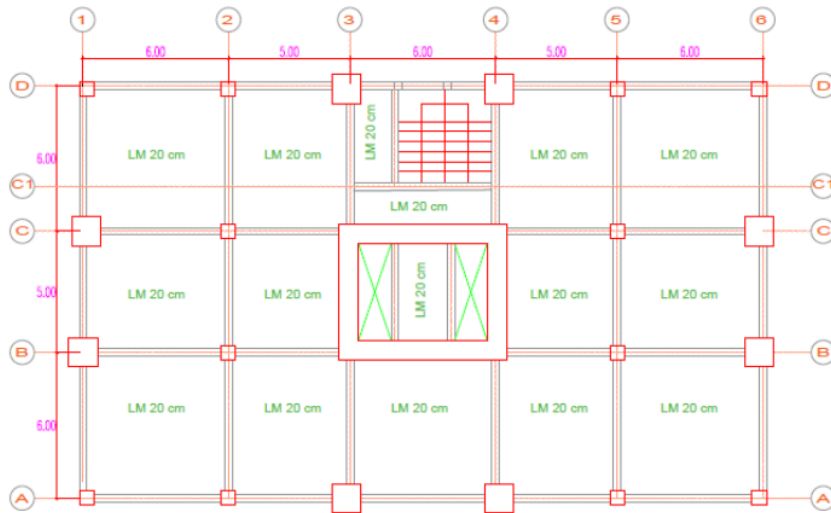 1 2 3 4 5 6
6.00 5.00 6.00 5.00 6.00
D D
LM 20 cm LM 20 cm LM 20 cm LM 20 cm LM 20 cm
6.00
C1 C1
LM 20 cm
C C
5.00
LM 20 cm LM 20 cm LM 20 cm LM 20 cm LM 20 cm
B B
6.00
LM 20 cm LM 20 cm LM 20 cm LM 20 cm LM 20 cm
A A